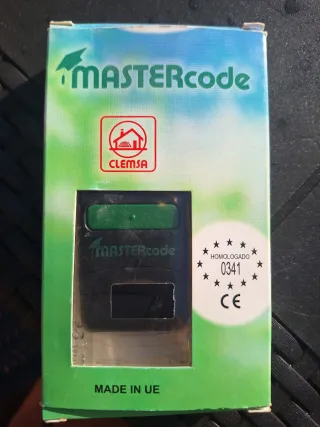 MASTERcode
CLEMSA
MASTERcode
HOMOLOGADO
0341
CE
MADE IN UE